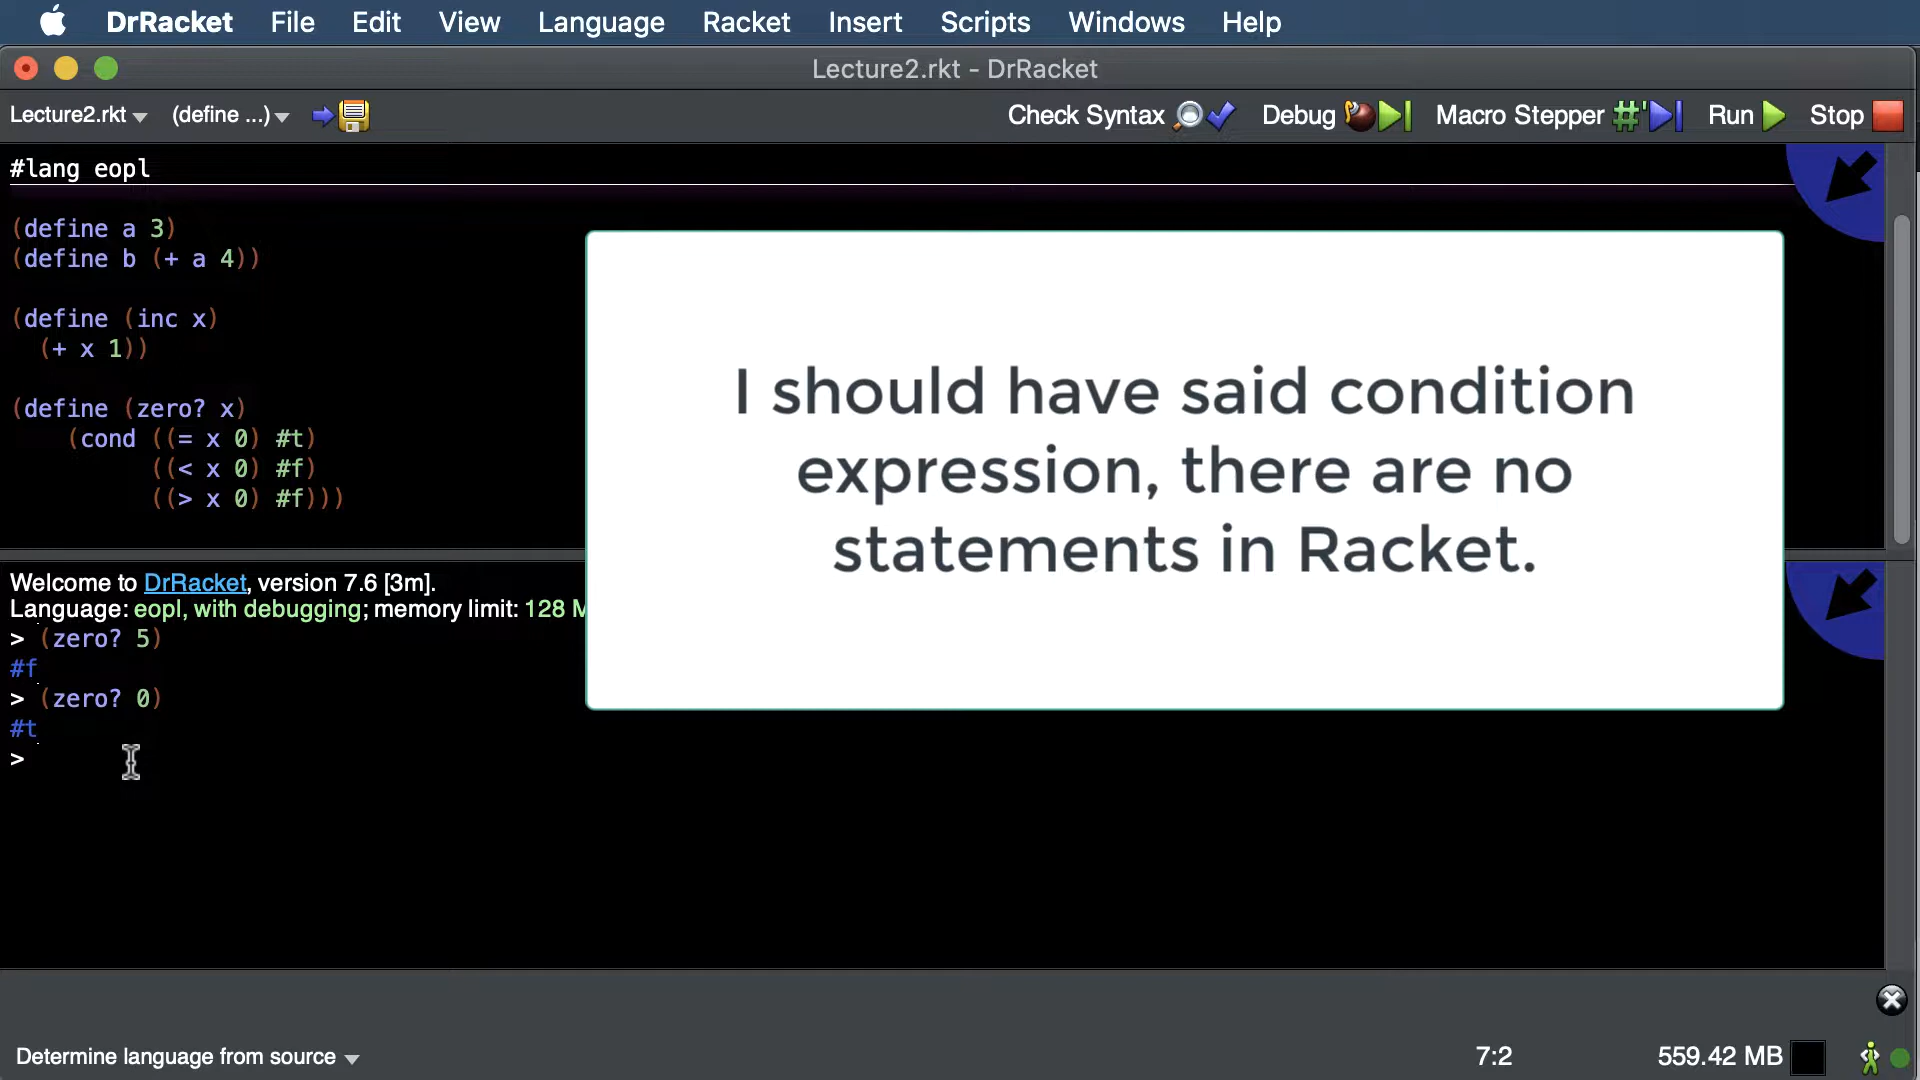 DrRacket File Edit View Language Racket Insert Scripts Windows Help
Lecture2.rkt - DrRacket
Lecture2.rkt (define ...) Check Syntax Debug Macro Stepper #' Run Stop
#lang eopl
(define a 3)
(define b (+ a 4))
(define (inc x)
(+ x 1))
(define (zero? x)
(cond ((= x 0) #t)
((< x 0) #f)
((> x 0) #f)))
I should have said condition
expression, there are no
statements in Racket.
Welcome to DrRacket, version 7.6 [3m].
Language: eopl, with debugging; memory limit: 128 M
> (zero? 5)
#f
> (zero? 0)
#t
>
Determine language from source 7:2 559.42 MB